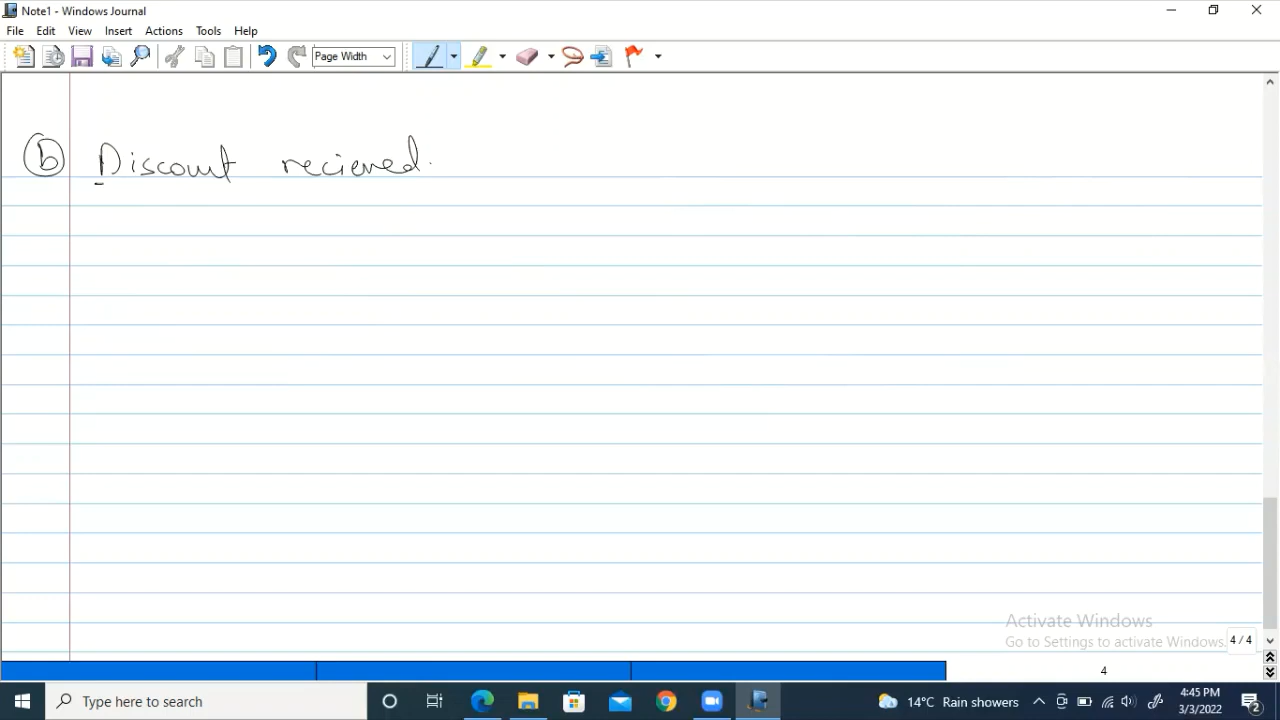 Note1 - Windows Journal
File Edit View Insert Actions Tools Help
Page Width
b Discount recieved.
Activate Windows
Go to Settings to activate Windows.
4 / 4
4
Type here to search
14°C Rain showers
4:45 PM
3/3/2022
2